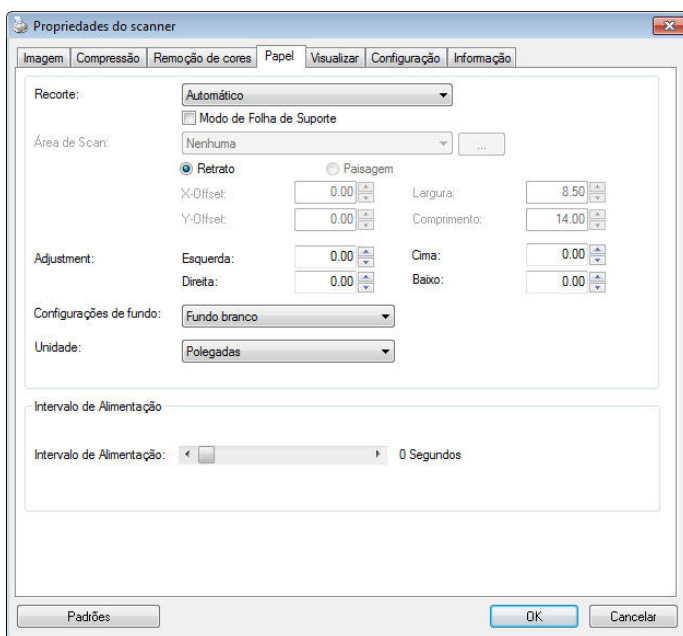 Propriedades do scanner
Imagem Compressão Remoção de cores Papel Visualizar Configuração Informação
Recorte: Automático
Modo de Folha de Suporte
Área de Scan: Nenhuma ...
Retrato Paisagem
X-Offset: 0.00 Largura: 8.50
Y-Offset: 0.00 Comprimento: 14.00
Adjustment: Esquerda: 0.00 Cima: 0.00
Direita: 0.00 Baixo: 0.00
Configurações de fundo: Fundo branco
Unidade: Polegadas
Intervalo de Alimentação
Intervalo de Alimentação: 0 Segundos
Padrões OK Cancelar